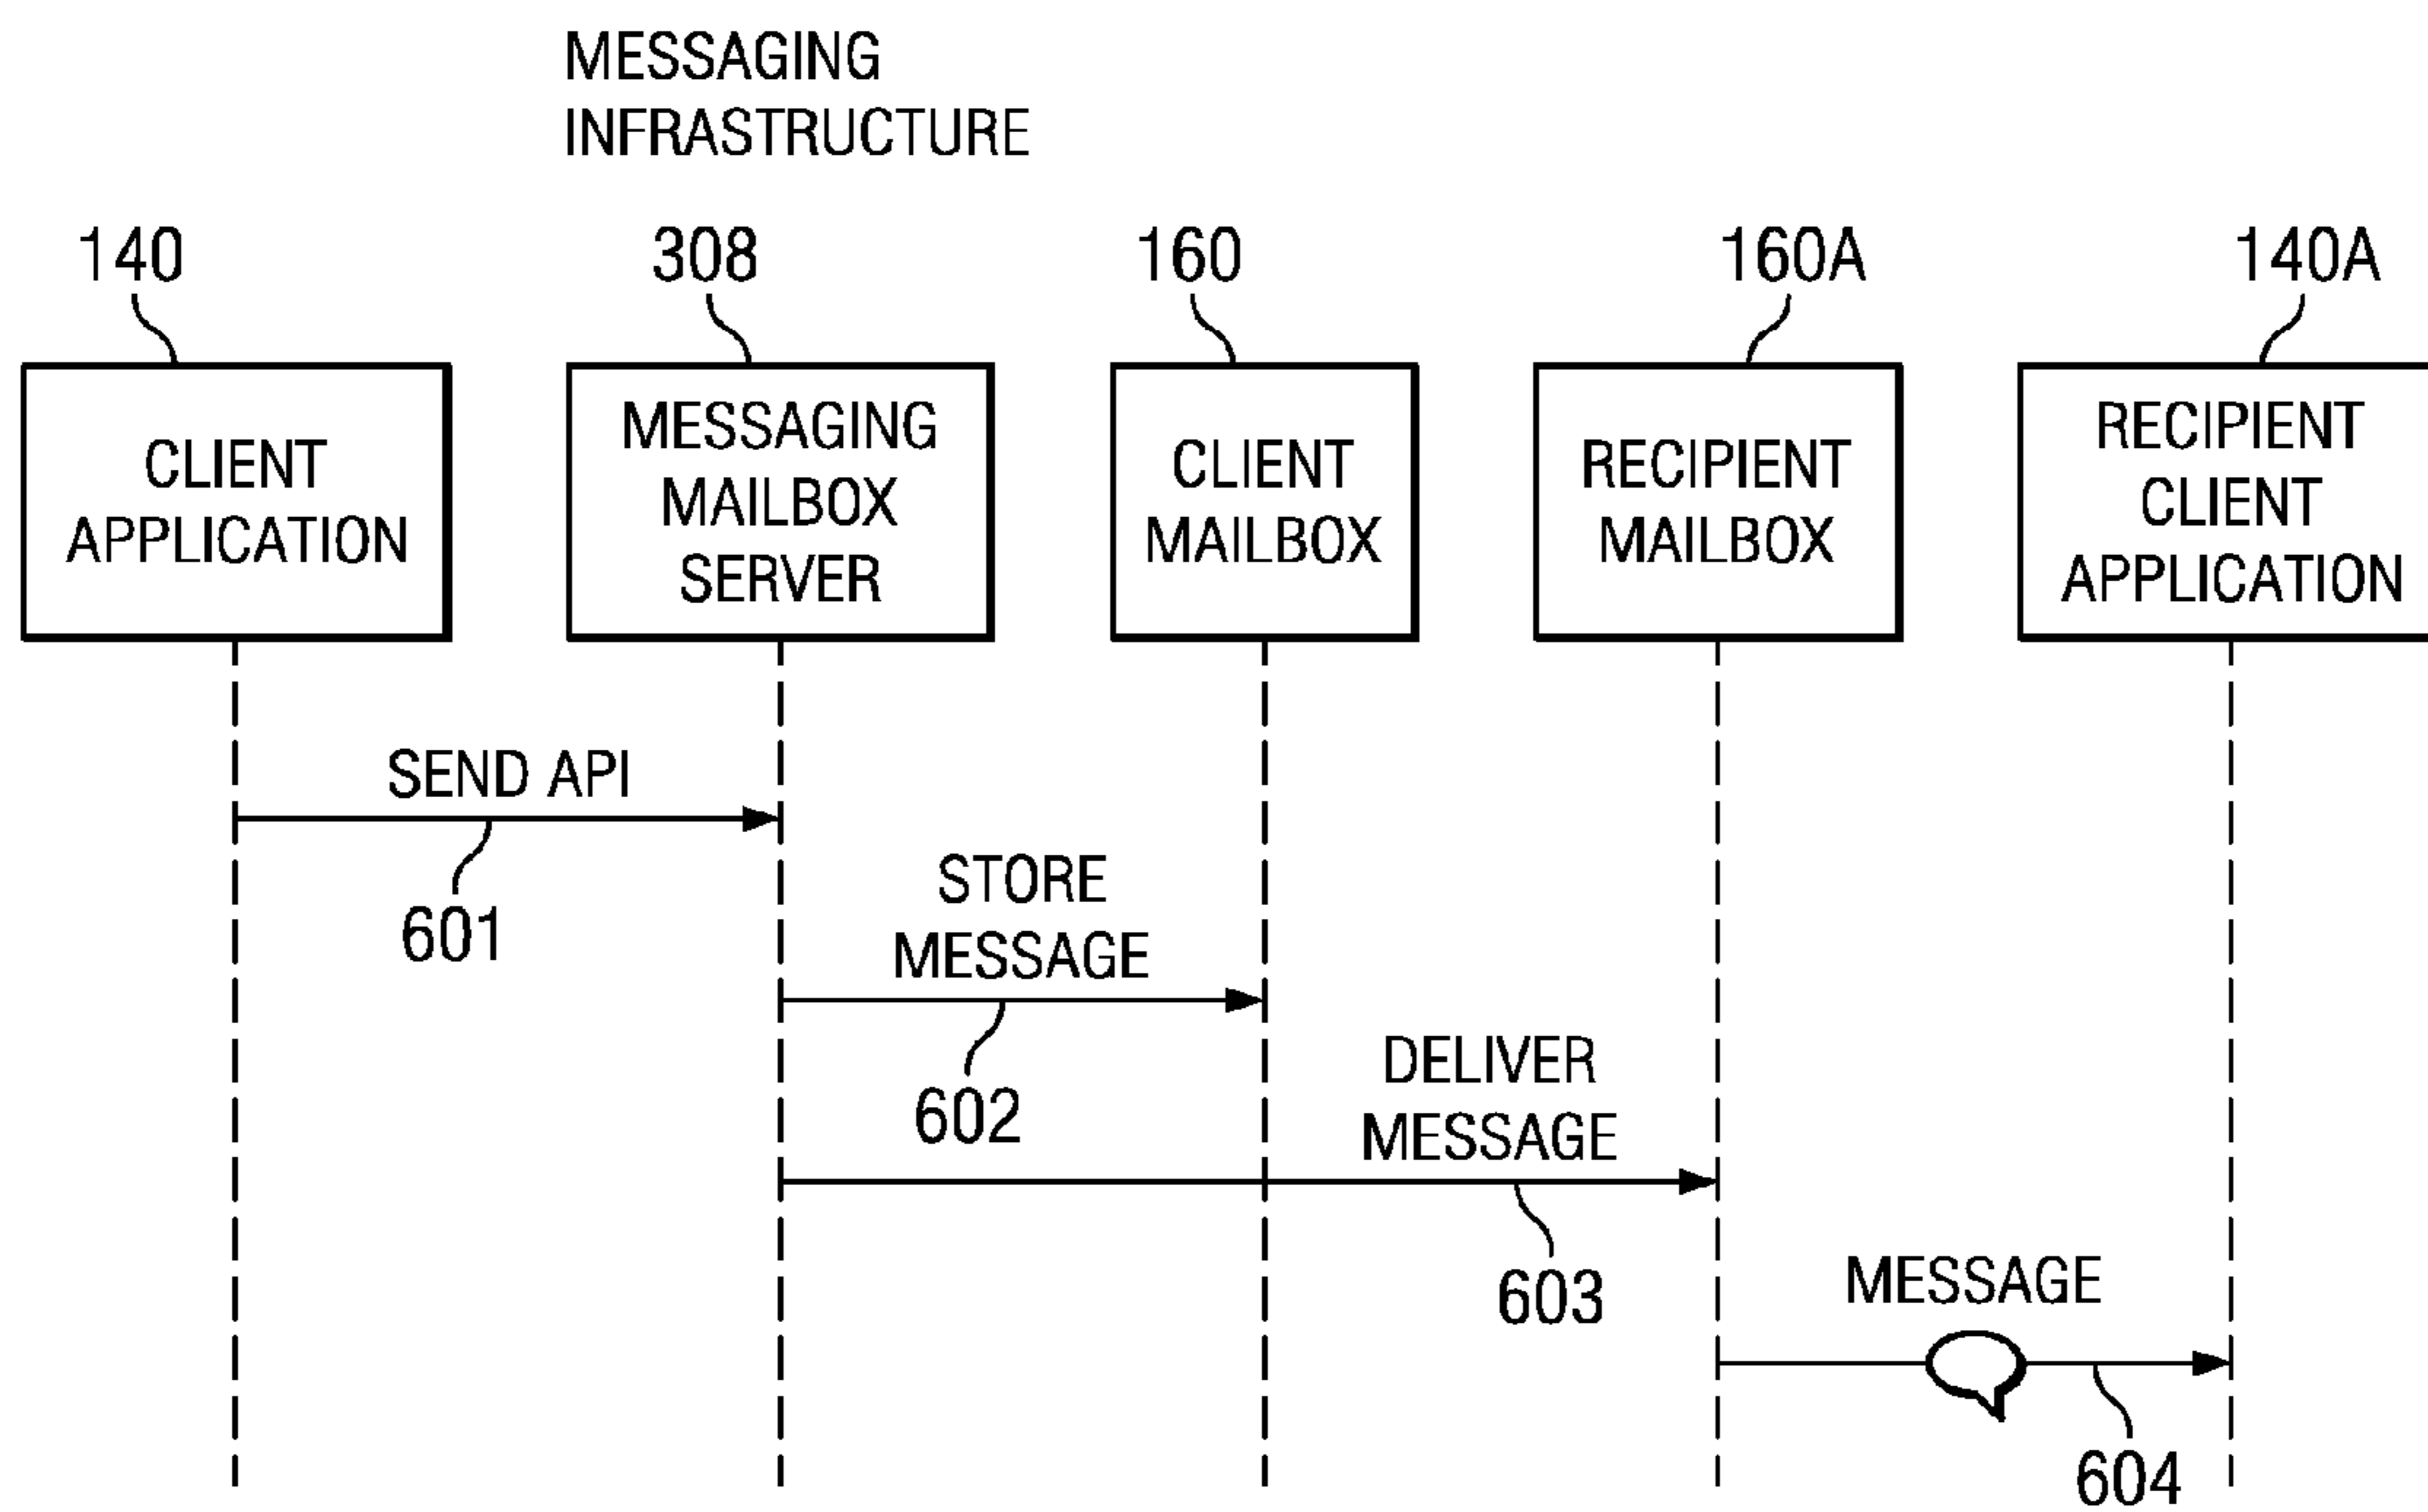 MESSAGING
INFRASTRUCTURE
140
308
160
160A
140A
CLIENT
APPLICATION
MESSAGING
MAILBOX
SERVER
CLIENT
MAILBOX
RECIPIENT
MAILBOX
RECIPIENT
CLIENT
APPLICATION
SEND API
601
STORE
MESSAGE
602
DELIVER
MESSAGE
603
MESSAGE
604